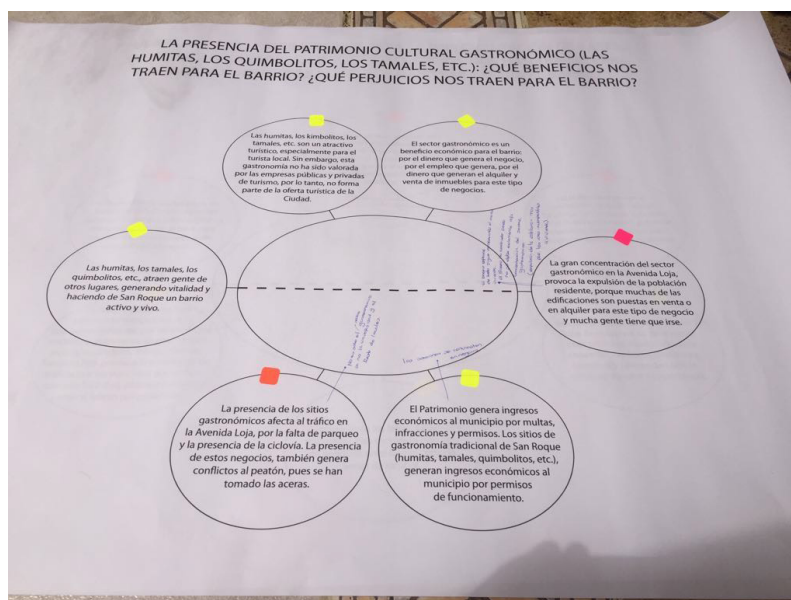 LA PRESENCIA DEL PATRIMONIO CULTURAL GASTRONÓMICO (LAS
HUMITAS, LOS QUIMBOLITOS, LOS TAMALES, ETC.): ¿QUÉ BENEFICIOS NOS
TRAEN PARA EL BARRIO? ¿QUÉ PERJUICIOS NOS TRAEN PARA EL BARRIO?
Las humitas, los kimbolitos, los
tamales, etc. son un atractivo
turístico, especialmente para el
turista local. Sin embargo, esta
gastronomía no ha sido valorada
por las empresas públicas y privadas
de turismo, por lo tanto, no forma
parte de la oferta turística de la
Ciudad.
El sector gastronómico es un
beneficio económico para el barrio:
por el dinero que genera el negocio,
por el empleo que genera, por el
dinero que generan el alquiler y
venta de inmuebles para este tipo
de negocios.
Las humitas, los tamales, los
quimbolitos, etc., atraen gente de
otros lugares, generando vitalidad y
haciendo de San Roque un barrio
activo y vivo.
La gran concentración del sector
gastronómico en la Avenida Loja,
provoca la expulsión de la población
residente, porque muchas de las
edificaciones son puestas en venta o
en alquiler para este tipo de negocio
y mucha gente tiene que irse.
La presencia de los sitios
gastronómicos afecta al tráfico en
la Avenida Loja, por la falta de parqueo
y la presencia de la ciclovía. La presencia
de estos negocios, también genera
conflictos al peatón, pues se han
tomado las aceras.
El Patrimonio genera ingresos
económicos al municipio por multas,
infracciones y permisos. Los sitios de
gastronomía tradicional de San Roque
(humitas, tamales, quimbolitos, etc.),
generan ingresos económicos al
municipio por permisos
de funcionamiento.